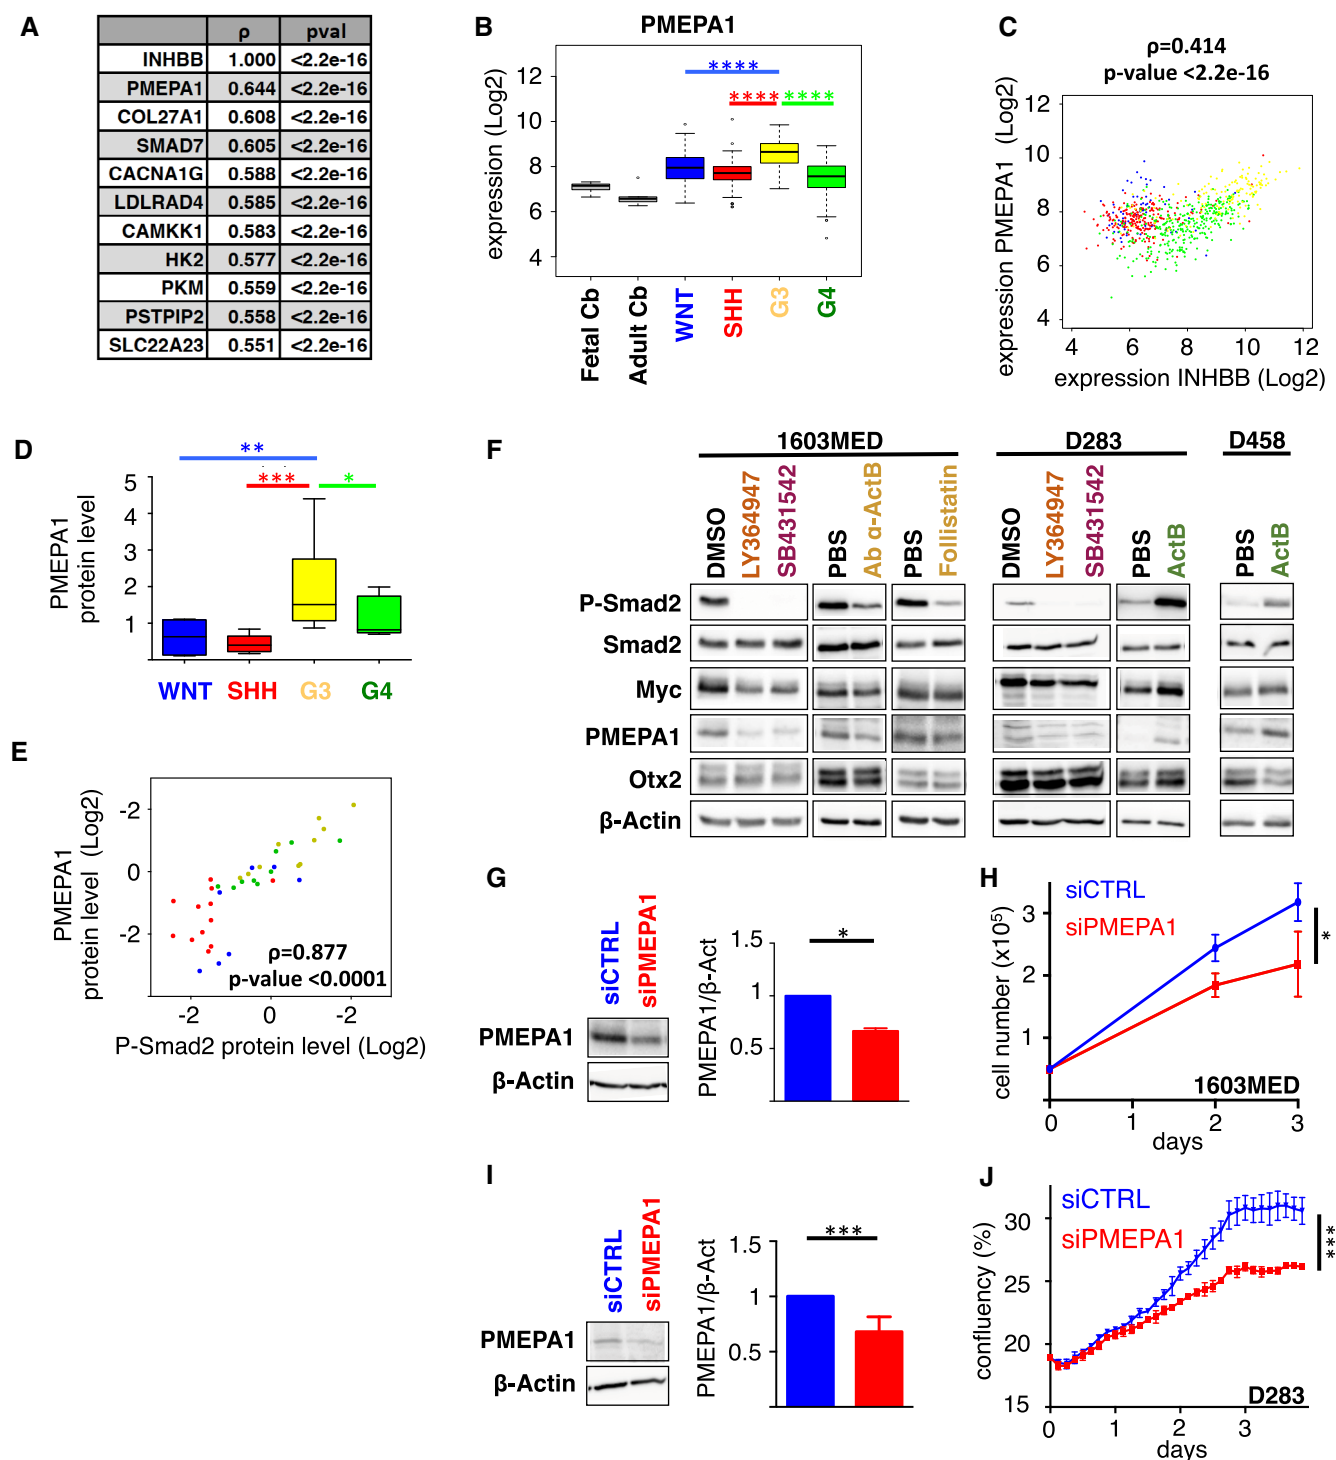 A
ρ pval
INHBB 1.000 <2.2e-16
PMEPA1 0.644 <2.2e-16
COL27A1 0.608 <2.2e-16
SMAD7 0.605 <2.2e-16
CACNA1G 0.588 <2.2e-16
LDLRAD4 0.585 <2.2e-16
CAMKK1 0.583 <2.2e-16
HK2 0.577 <2.2e-16
PKM 0.559 <2.2e-16
PSTPIP2 0.558 <2.2e-16
SLC22A23 0.551 <2.2e-16
B
PMEPA1
expression (Log2)
12
10
8
6
4
****
**** ****
Fetal Cb
Adult Cb
WNT
SHH
G3
G4
C
ρ=0.414
p-value <2.2e-16
expression PMEPA1 (Log2)
12
10
8
6
4
4 6 8 10 12
expression INHBB (Log2)
D
**
*** *
PMEPA1
protein level
5
4
3
2
1
WNT SHH G3 G4
E
PMEPA1
protein level (Log2)
-2
0
-2
ρ=0.877
p-value <0.0001
-2 0 -2
P-Smad2 protein level (Log2)
F
1603MED D283 D458
DMSO
LY364947
SB431542
PBS
Ab α-ActB
PBS
Follistatin
DMSO
LY364947
SB431542
PBS
ActB
PBS
ActB
P-Smad2
Smad2
Myc
PMEPA1
Otx2
β-Actin
G
siCTRL
siPMEPA1
PMEPA1
β-Actin
PMEPA1/β-Act
1.5
1
0.5
*
H
siCTRL
siPMEPA1
cell number (x10⁵)
3
2
1
*
1603MED
0 1 2 3
days
I
siCTRL
siPMEPA1
PMEPA1
β-Actin
PMEPA1/β-Act
1.5
1
0.5
***
J
siCTRL
siPMEPA1
confluency (%)
30
25
20
15
***
D283
0 1 2 3
days